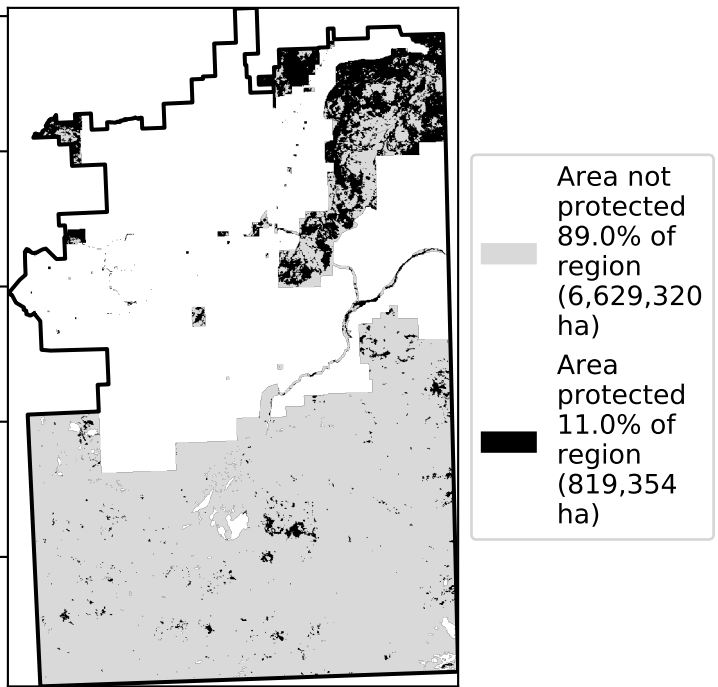 Area not
protected
89.0% of
region
(6,629,320
ha)
Area
protected
11.0% of
region
(819,354
ha)